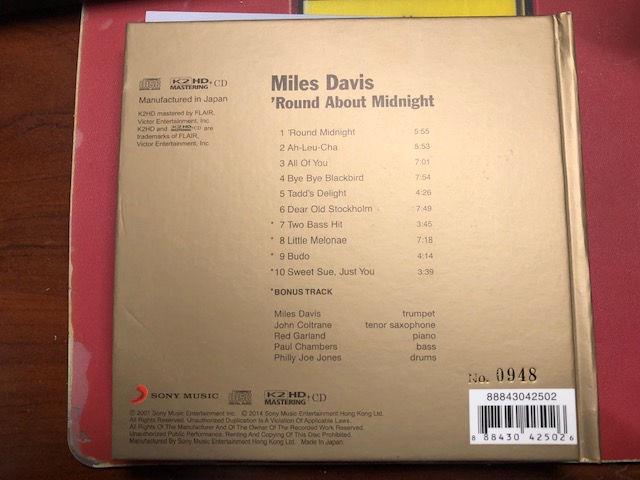 K2 HD MASTERING +CD
Manufactured in Japan
K2HD mastered by FLAIR,
Victor Entertainment, Inc.
K2HD and K2 HD MASTERING +CD are
trademarks of FLAIR,
Victor Entertainment, Inc.
Miles Davis
'Round About Midnight
1 'Round Midnight 5:55
2 Ah-Leu-Cha 5:53
3 All Of You 7:01
4 Bye Bye Blackbird 7:54
5 Tadd's Delight 4:26
6 Dear Old Stockholm 7:49
* 7 Two Bass Hit 3:45
* 8 Little Melonae 7:18
* 9 Budo 4;14
*10 Sweet Sue, Just You 3:39
*BONUS TRACK
Miles Davis trumpet
John Coltrane tenor saxophone
Red Garland piano
Paul Chambers bass
Philly Joe Jones drums
No. 0948
SONY MUSIC
K2 HD MASTERING +CD
℗ 2001 Sony Music Entertainment Inc. © 2014 Sony Music Entertainment Hong Kong Ltd.
All Rights Reserved. Unauthorized Duplication Is A Violation Of Applicable Laws.
All Rights Of The Manufacturer And Of The Owner Of The Recorded Work Reserved.
Unauthorized Public Performance, Renting And Copying Of This Disc Prohibited.
Manufactured By Sony Music Entertainment Hong Kong Ltd. Made In Japan.
88843042502
8 88430 42502 6